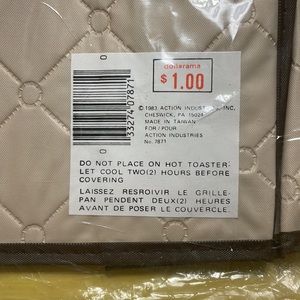 dollarama
$1.00
© 1983 ACTION INDUSTRIES, INC,
CHESWICK, PA 15024
MADE IN TAIWAN
FOR / POUR
ACTION INDUSTRIES
No. 7871
0
33274 07871
0
DO NOT PLACE ON HOT TOASTER-
LET COOL TWO(2) HOURS BEFORE
COVERING
LAISSEZ RESROIVIR LE GRILLE-
PAN PENDENT DEUX(2) HEURES
AVANT DE POSER LE COUVERCLE.